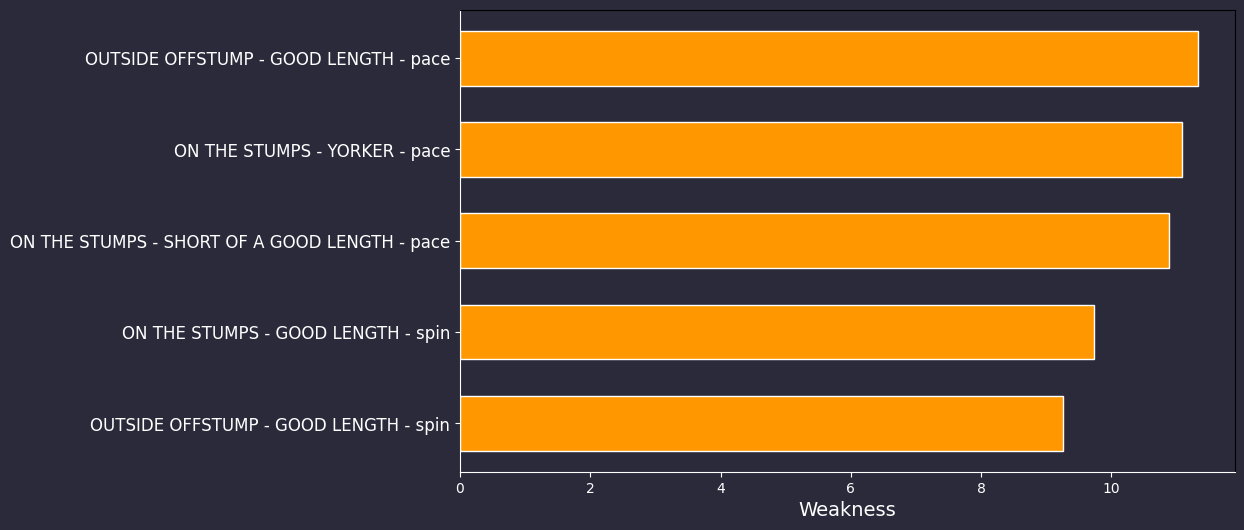 OUTSIDE OFFSTUMP - GOOD LENGTH - pace
ON THE STUMPS - YORKER - pace
ON THE STUMPS - SHORT OF A GOOD LENGTH - pace
ON THE STUMPS - GOOD LENGTH - spin
OUTSIDE OFFSTUMP - GOOD LENGTH - spin
0 2 4 6 8 10
Weakness